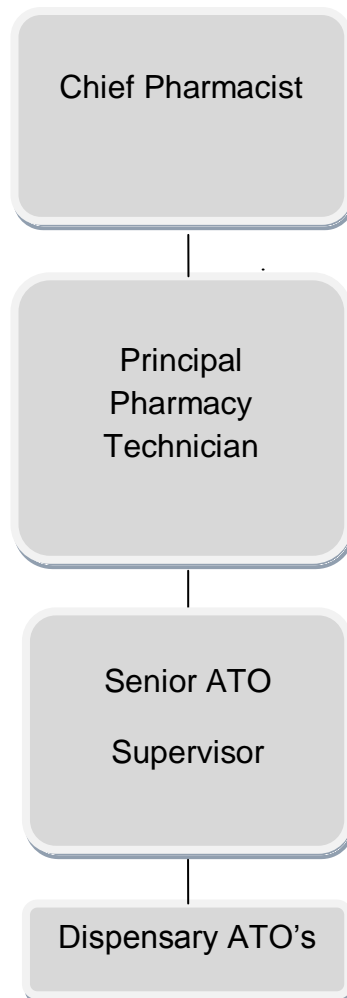 Chief Pharmacist
Principal
Pharmacy
Technician
Senior ATO
Supervisor
Dispensary ATO’s